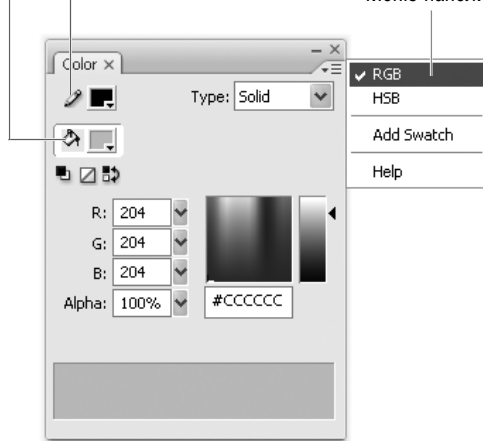 Color
Type: Solid
R: 204
G: 204
B: 204
Alpha: 100%
#CCCCCC
RGB
HSB
Add Swatch
Help